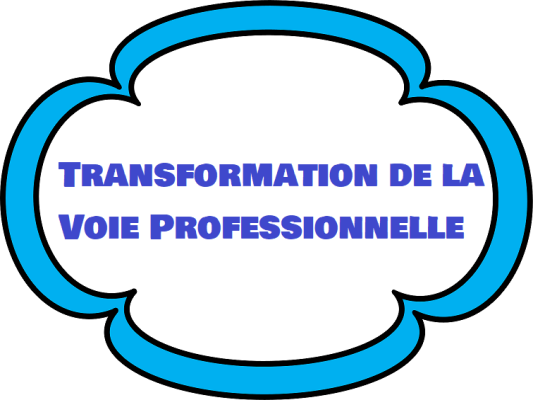 Transformation de la
Voie Professionnelle